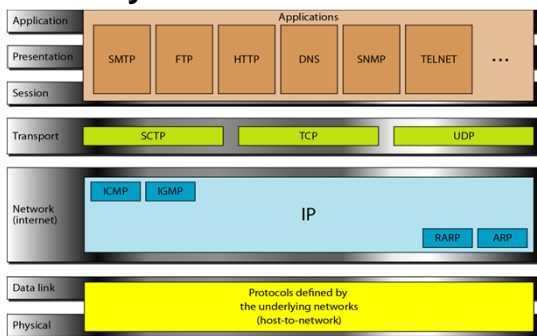 Application
Applications
Presentation
SMTP FTP HTTP DNS SNMP TELNET ...
Session
Transport
SCTP TCP UDP
ICMP IGMP
Network
(internet)
IP
RARP ARP
Data link
Protocols defined by
the underlying networks
(host-to-network)
Physical